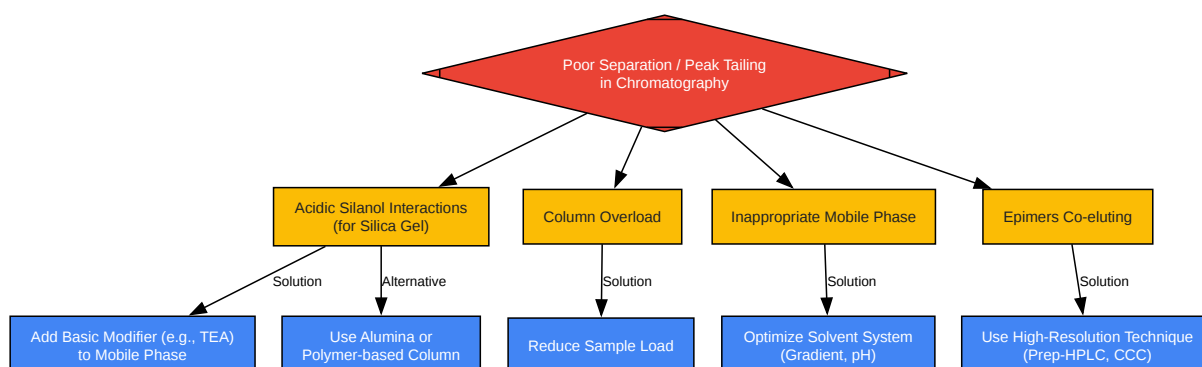 Poor Separation / Peak Tailing
in Chromatography
Acidic Silanol Interactions
(for Silica Gel)
Column Overload
Inappropriate Mobile Phase
Epimers Co-eluting
Solution
Alternative
Solution
Solution
Solution
Add Basic Modifier (e.g., TEA)
to Mobile Phase
Use Alumina or
Polymer-based Column
Reduce Sample Load
Optimize Solvent System
(Gradient, pH)
Use High-Resolution Technique
(Prep-HPLC, CCC)